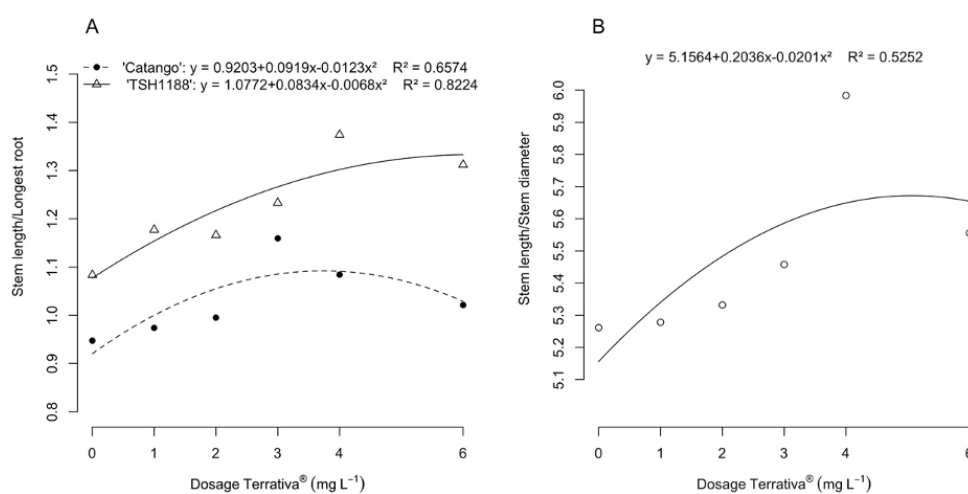 A
'Catango': y = 0.9203+0.0919x-0.0123x² R² = 0.6574
'TSH1188': y = 1.0772+0.0834x-0.0068x² R² = 0.8224
Stem length/Longest root
1.5
1.4
1.3
1.2
1.1
1.0
0.9
0.8
0 1 2 3 4 6
Dosage Terrativa® (mg L⁻¹)
B
y = 5.1564+0.2036x-0.0201x² R² = 0.5252
Stem length/Stem diameter
6.0
5.9
5.8
5.7
5.6
5.5
5.3
5.2
5.1
0 1 2 3 4 6
Dosage Terrativa® (mg L⁻¹)